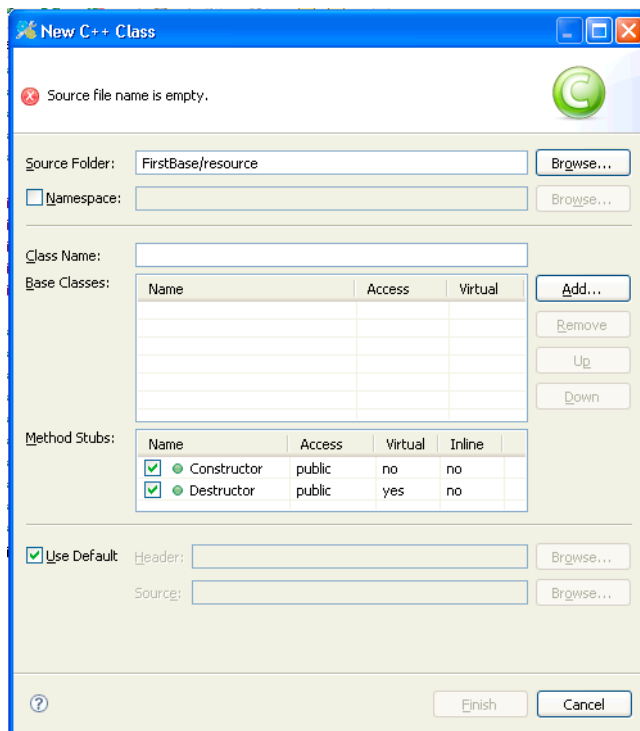 New C++ Class
Source file name is empty.
C
Source Folder: FirstBase/resource Browse...
Namespace: Browse...
Class Name:
Base Classes: Name Access Virtual Add...
Remove
Up
Down
Method Stubs: Name Access Virtual Inline
Constructor public no no
Destructor public yes no
Use Default Header: Browse...
Source: Browse...
? Finish Cancel